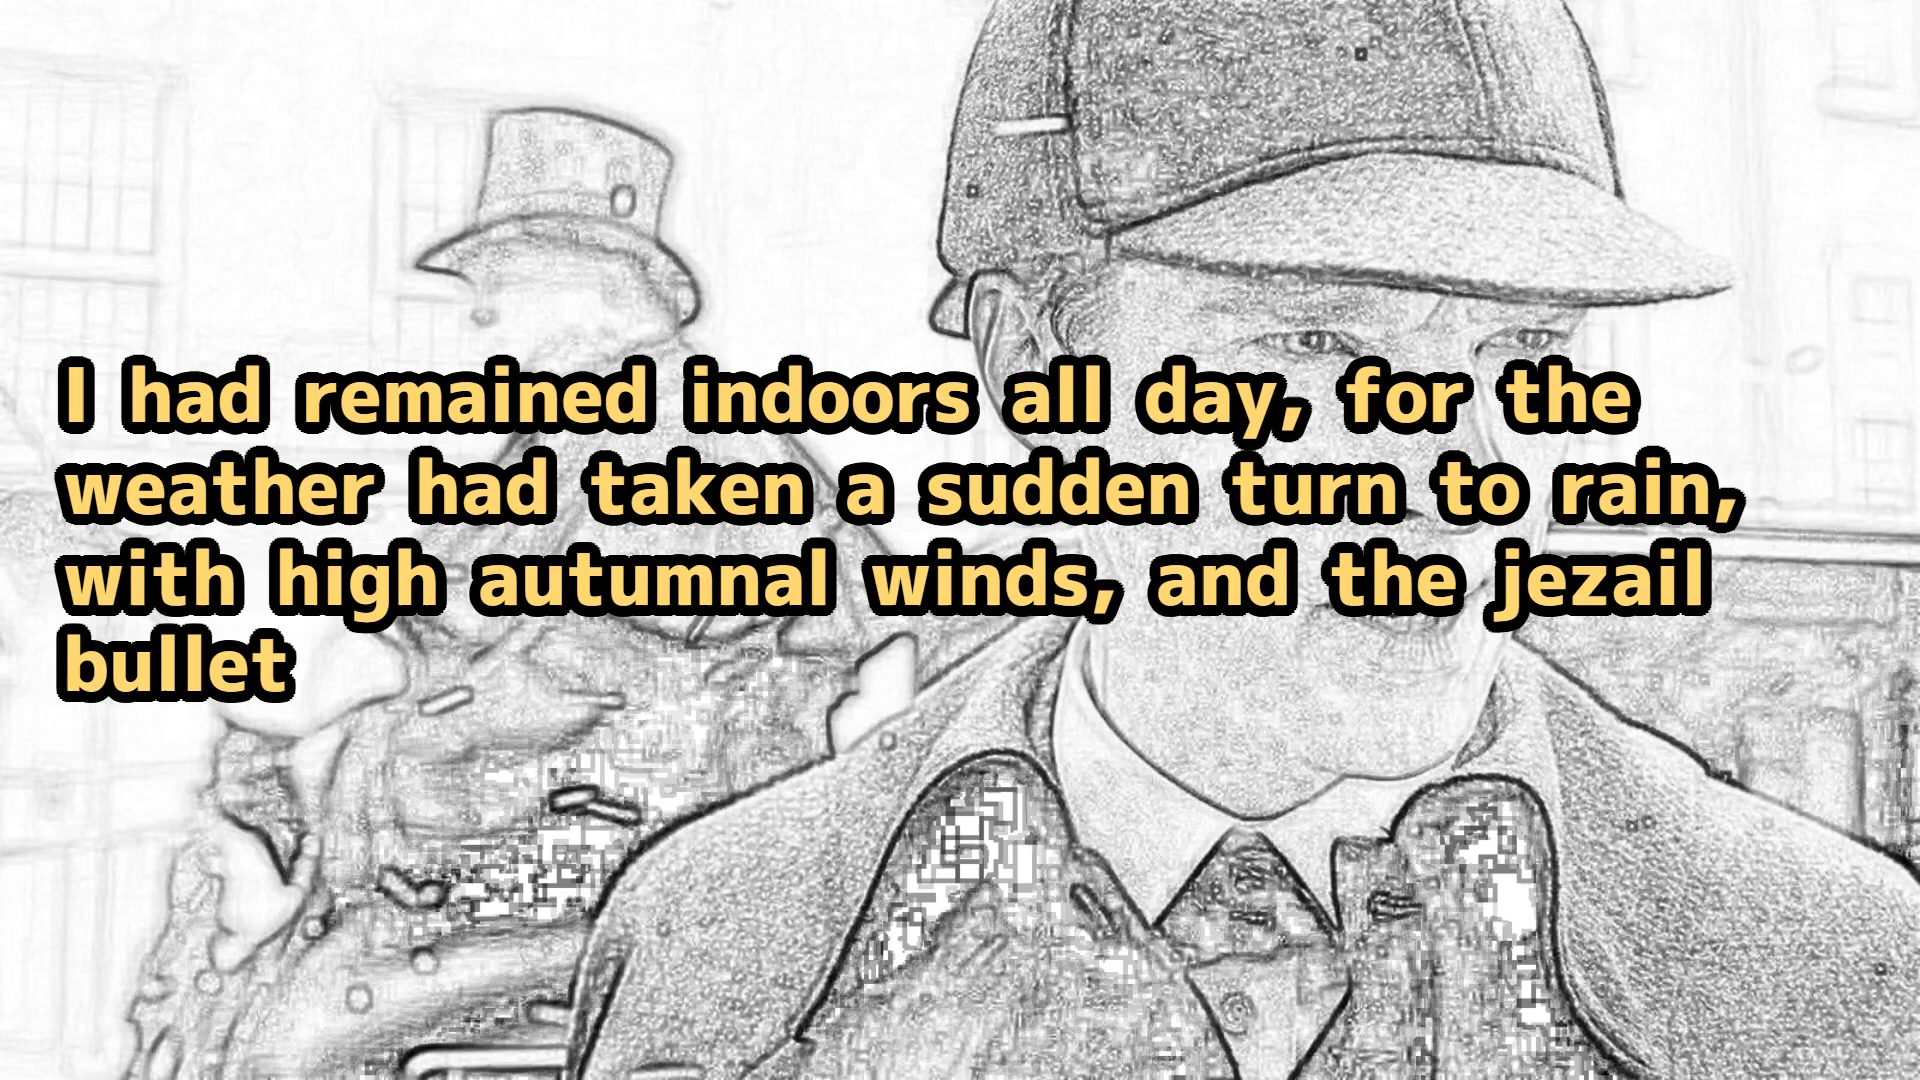 I had remained indoors all day, for the
weather had taken a sudden turn to rain,
with high autumnal winds, and the jezail
bullet